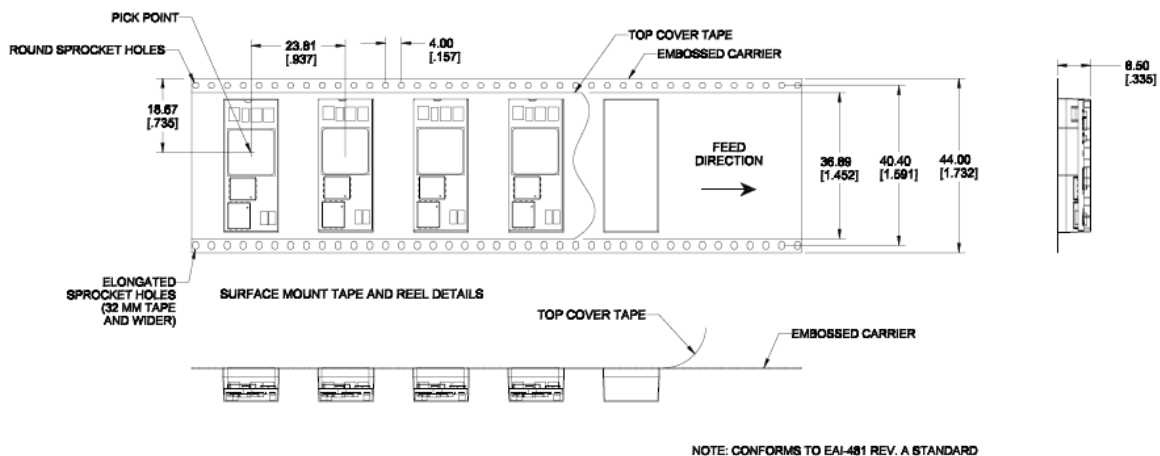 PICK POINT
ROUND SPROCKET HOLES
23.81
[.937]
4.00
[.157]
TOP COVER TAPE
EMBOSSED CARRIER
8.50
[.335]
18.67
[.735]
FEED
DIRECTION
36.89
[1.452]
40.40
[1.591]
44.00
[1.732]
ELONGATED
SPROCKET HOLES
(32 MM TAPE
AND WIDER)
SURFACE MOUNT TAPE AND REEL DETAILS
TOP COVER TAPE
EMBOSSED CARRIER
NOTE: CONFORMS TO EAI-481 REV. A STANDARD